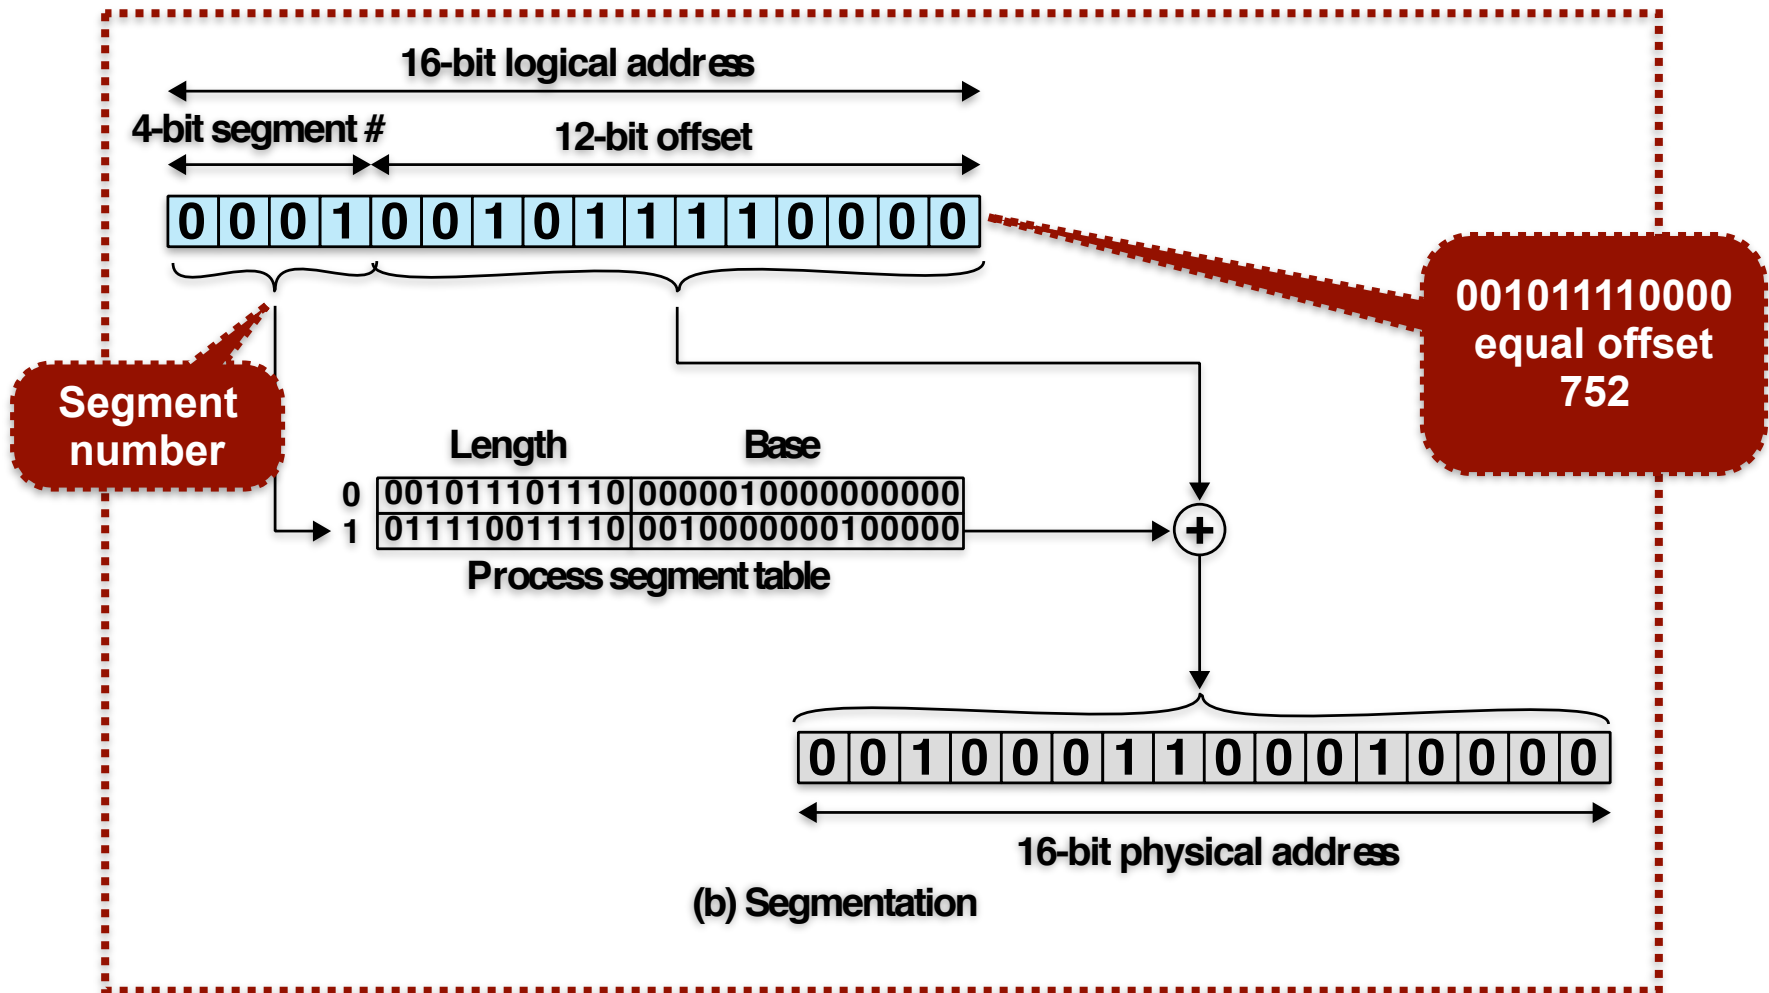 16-bit logical address
4-bit segment #
12-bit offset
0 0 0 1 0 0 1 0 1 1 1 1 0 0 0 0
001011110000
equal offset
752
Segment
number
Length Base
0 001011101110 0000010000000000
1 011110011110 0010000000100000
Process segment table
+
0 0 1 0 0 0 1 1 0 0 0 1 0 0 0 0
16-bit physical address
(b) Segmentation